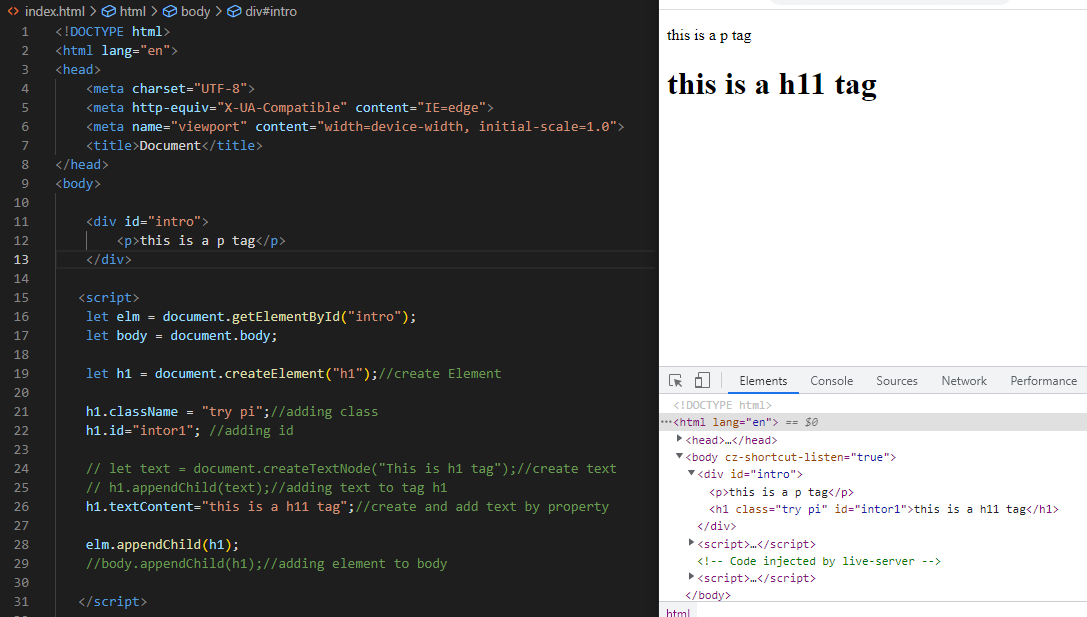 index.html > html > body > div#intro
1 <!DOCTYPE html>
2 <html lang="en">
3 <head>
4 <meta charset="UTF-8">
5 <meta http-equiv="X-UA-Compatible" content="IE=edge">
6 <meta name="viewport" content="width=device-width, initial-scale=1.0">
7 <title>Document</title>
8 </head>
9 <body>
10
11 <div id="intro">
12 <p>this is a p tag</p>
13 </div>
14
15 <script>
16 let elm = document.getElementById("intro");
17 let body = document.body;
18
19 let h1 = document.createElement("h1");//create Element
20
21 h1.className = "try pi";//adding class
22 h1.id="intor1"; //adding id
23
24 // let text = document.createTextNode("This is h1 tag");//create text
25 // h1.appendChild(text);//adding text to tag h1
26 h1.textContent="this is a h11 tag";//create and add text by property
27
28 elm.appendChild(h1);
29 //body.appendChild(h1);//adding element to body
30
31 </script>
this is a p tag
this is a h11 tag
Elements Console Sources Network Performance
<!DOCTYPE html>
...<html lang="en"> == $0
<head>…</head>
<body cz-shortcut-listen="true">
<div id="intro">
<p>this is a p tag</p>
<h1 class="try pi" id="intor1">this is a h11 tag</h1>
</div>
<script>…</script>
<!-- Code injected by live-server -->
<script>…</script>
</body>
html